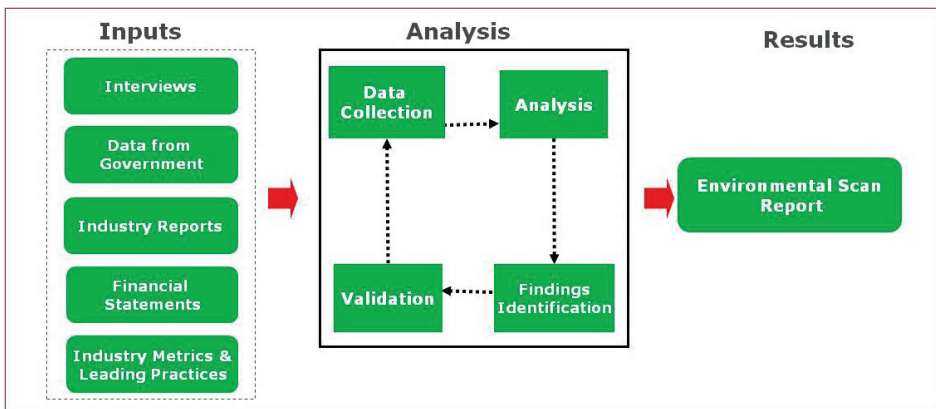 Inputs
Interviews
Data from
Government
Industry Reports
Financial
Statements
Industry Metrics &
Leading Practices
Analysis
Data
Collection
Analysis
Validation
Findings
Identification
Results
Environmental Scan
Report